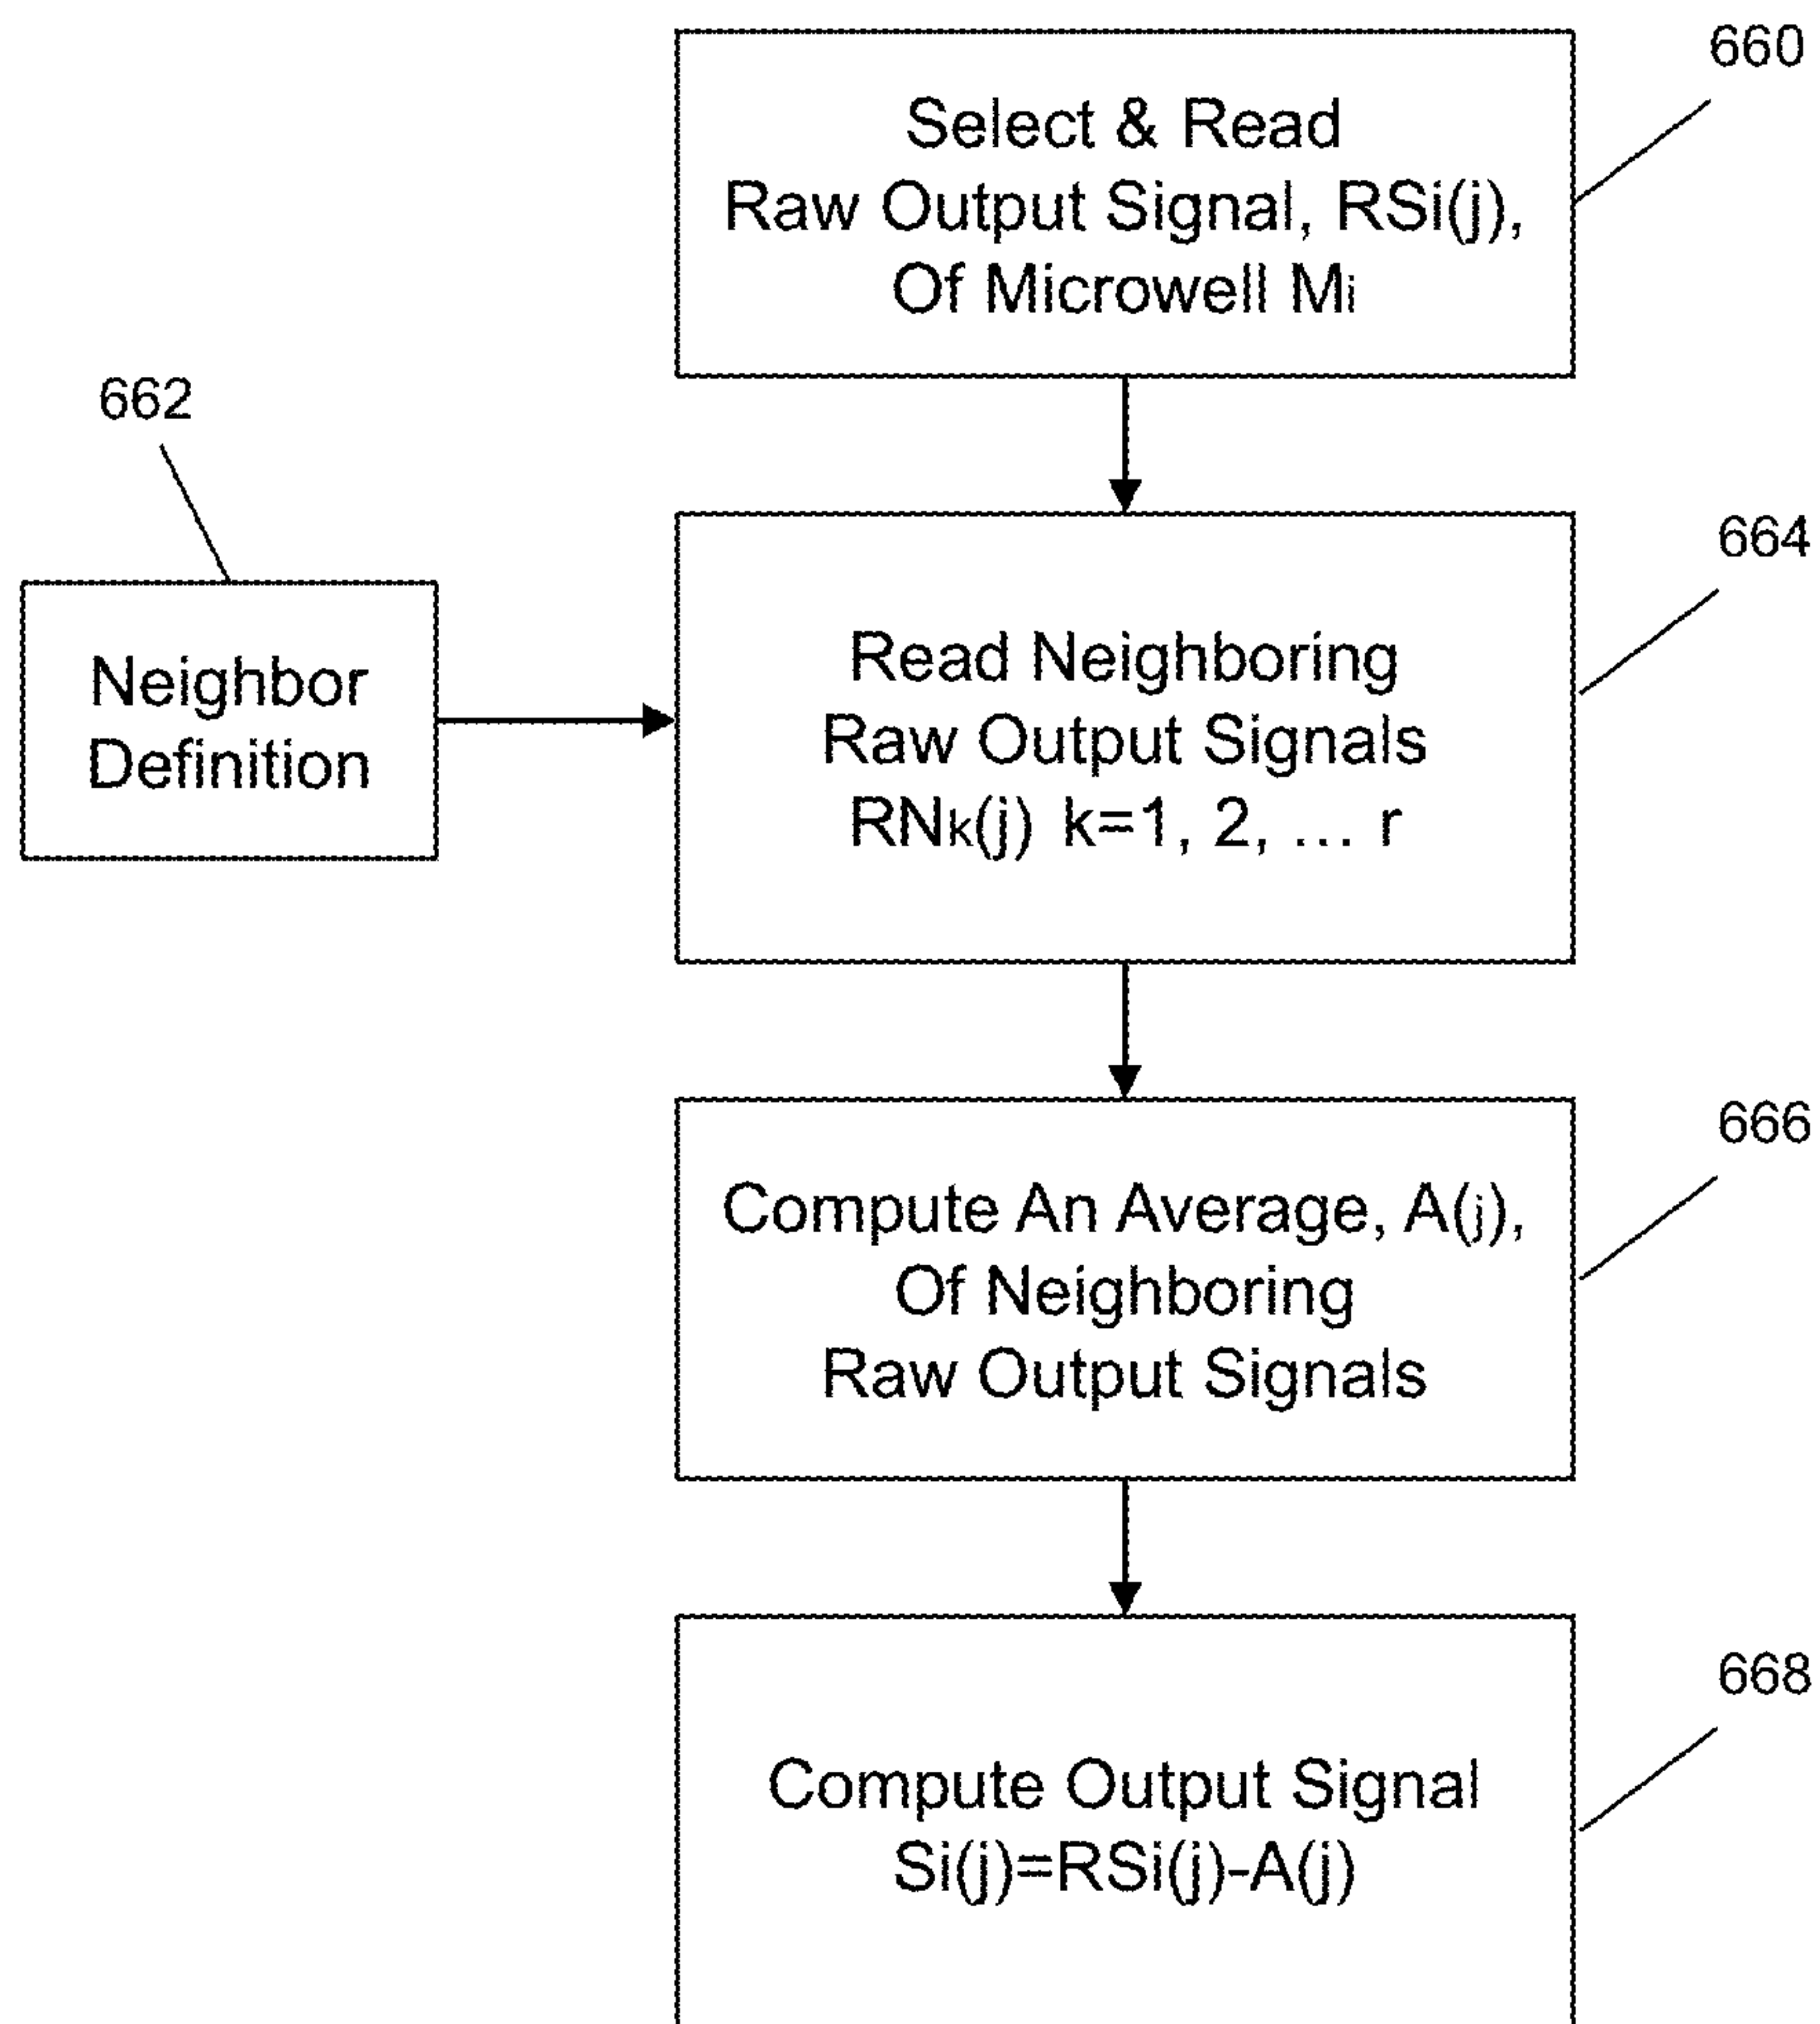 660
Select & Read
Raw Output Signal, RSi(j),
Of Microwell Mi
662
Neighbor
Definition
664
Read Neighboring
Raw Output Signals
RNk(j) k=1, 2, ... r
666
Compute An Average, A(j),
Of Neighboring
Raw Output Signals
668
Compute Output Signal
Si(j)=RSi(j)-A(j)